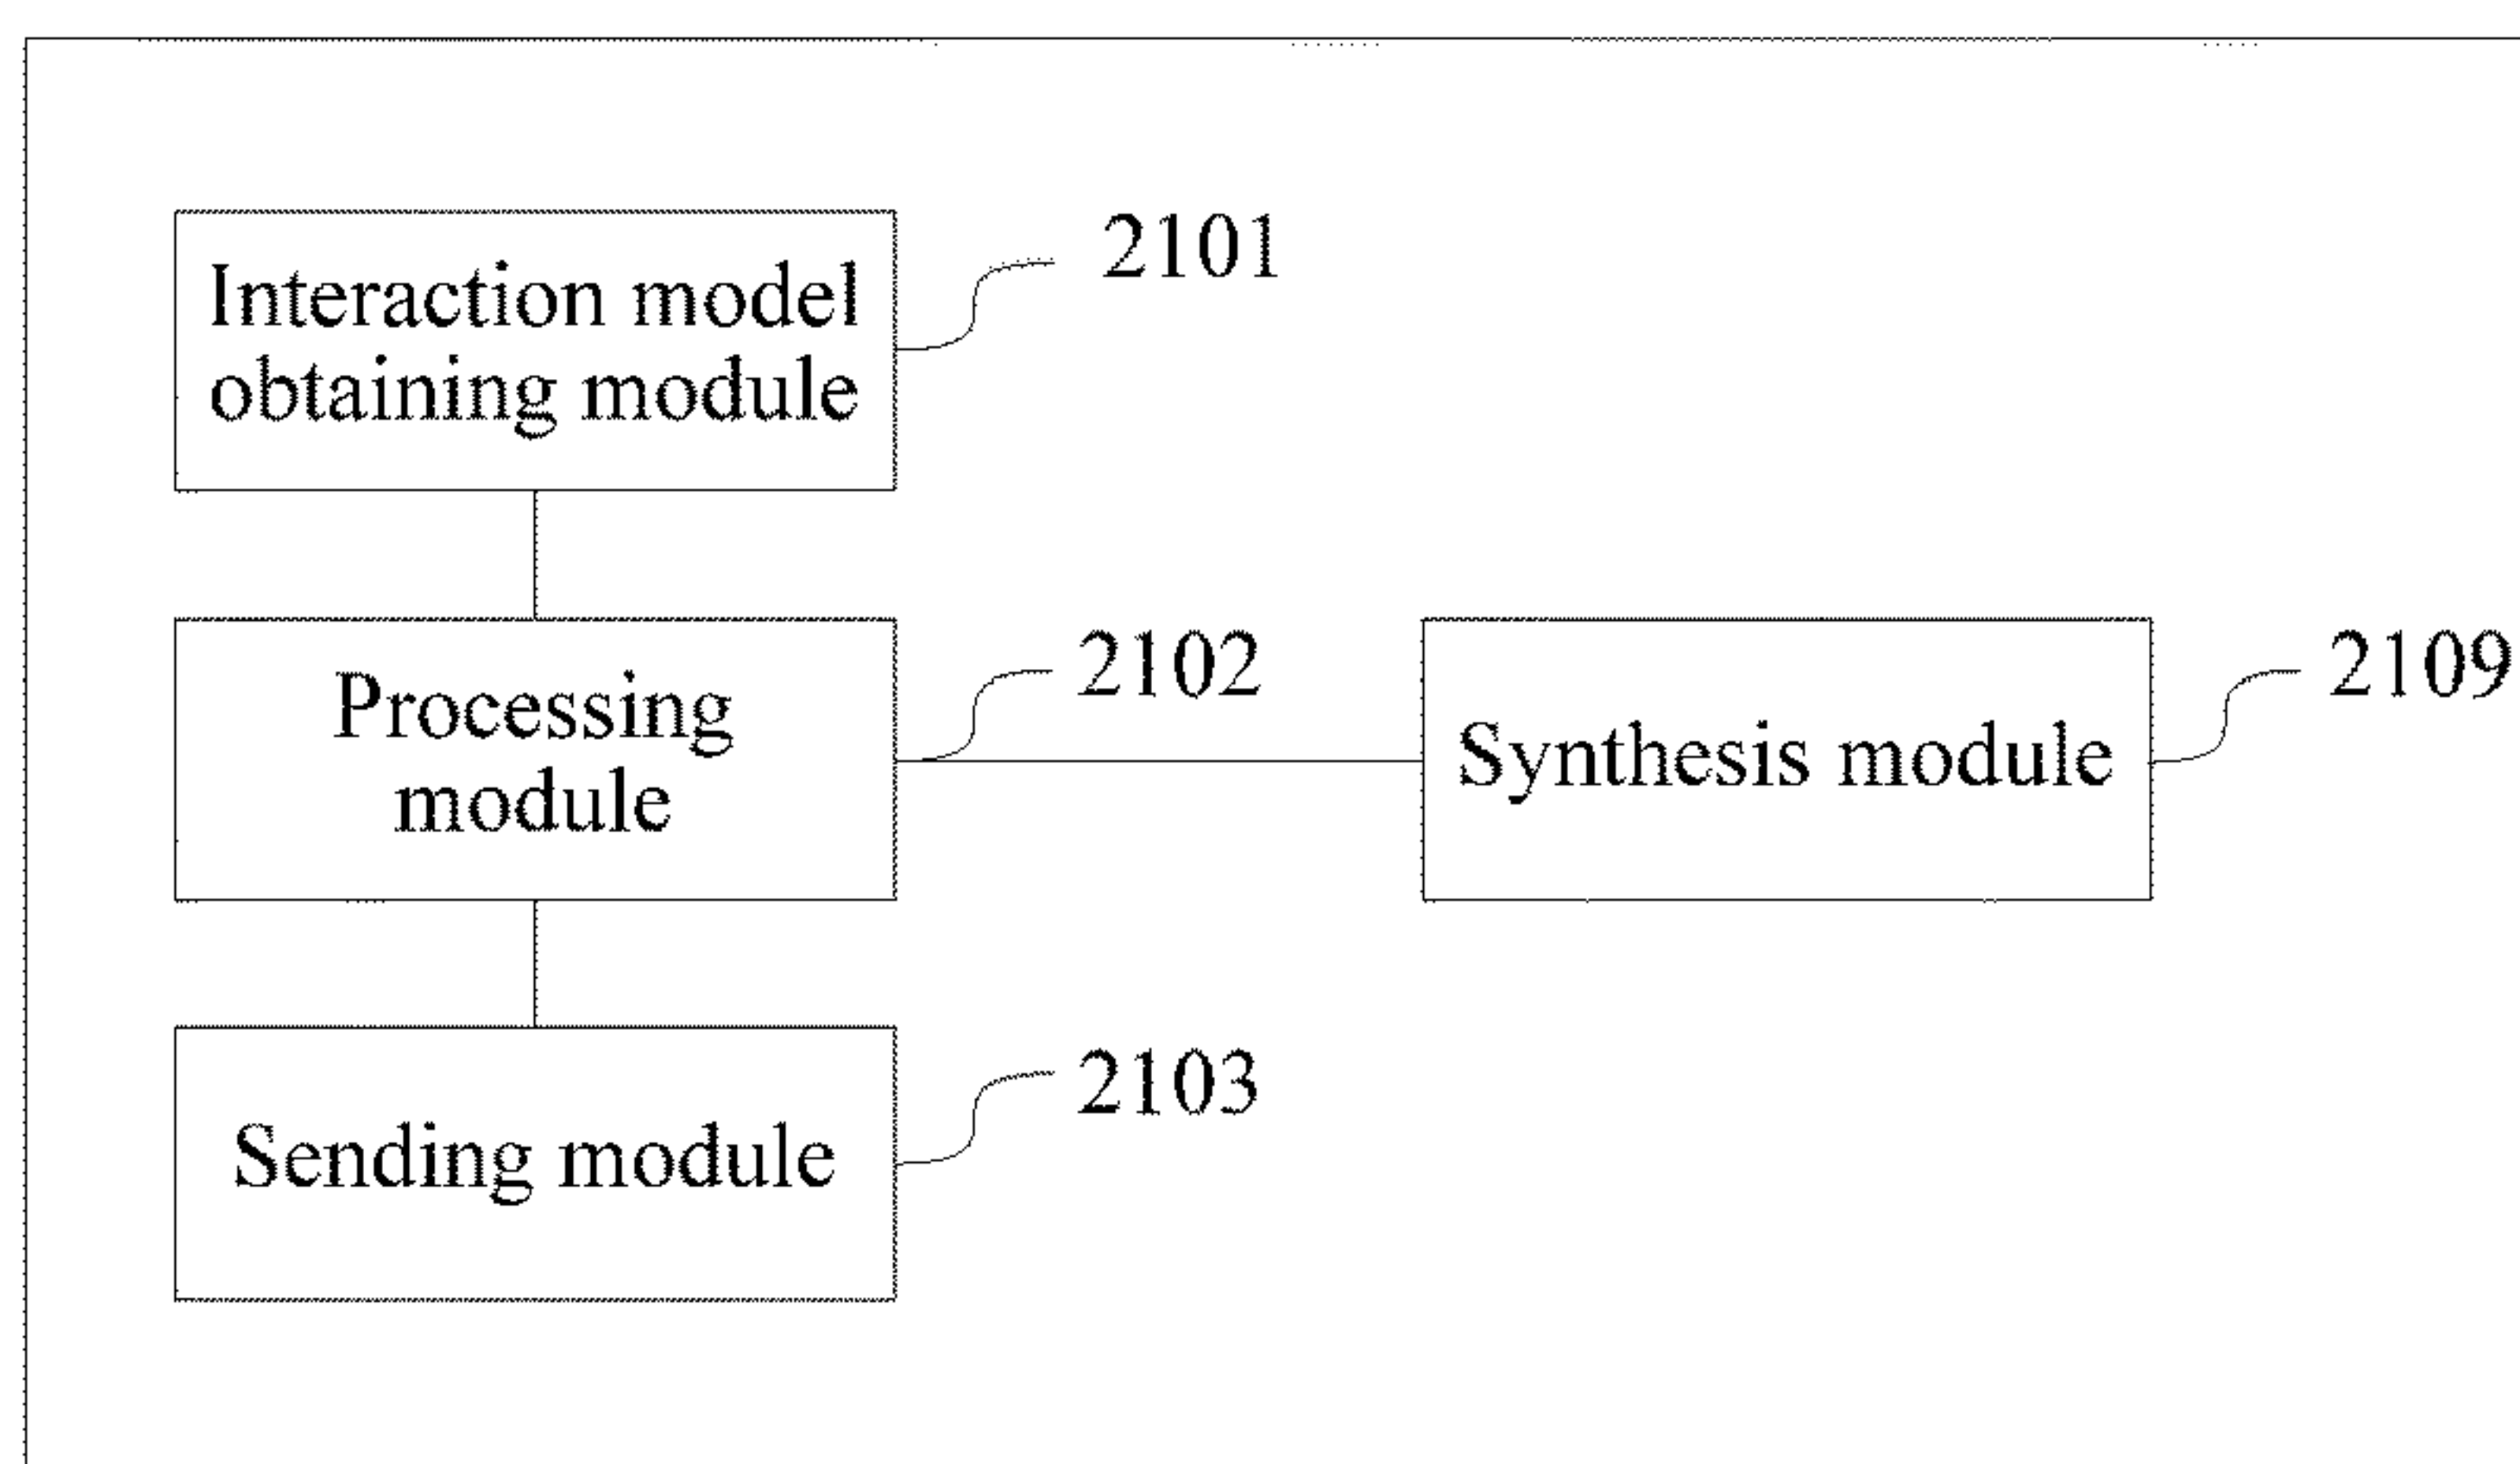 2101
Interaction model
obtaining module
2102
2109
Processing
module
Synthesis module
2103
Sending module